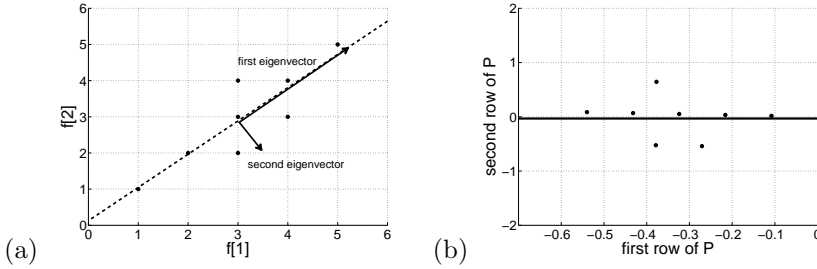 (a)
f[2]
6
5
4
3
2
1
0
0 1 2 3 4 5 6
f[1]
first eigenvector
second eigenvector
(b)
second row of P
2
1
0
−1
−2
−0.6 −0.5 −0.4 −0.3 −0.2 −0.1 0
first row of P